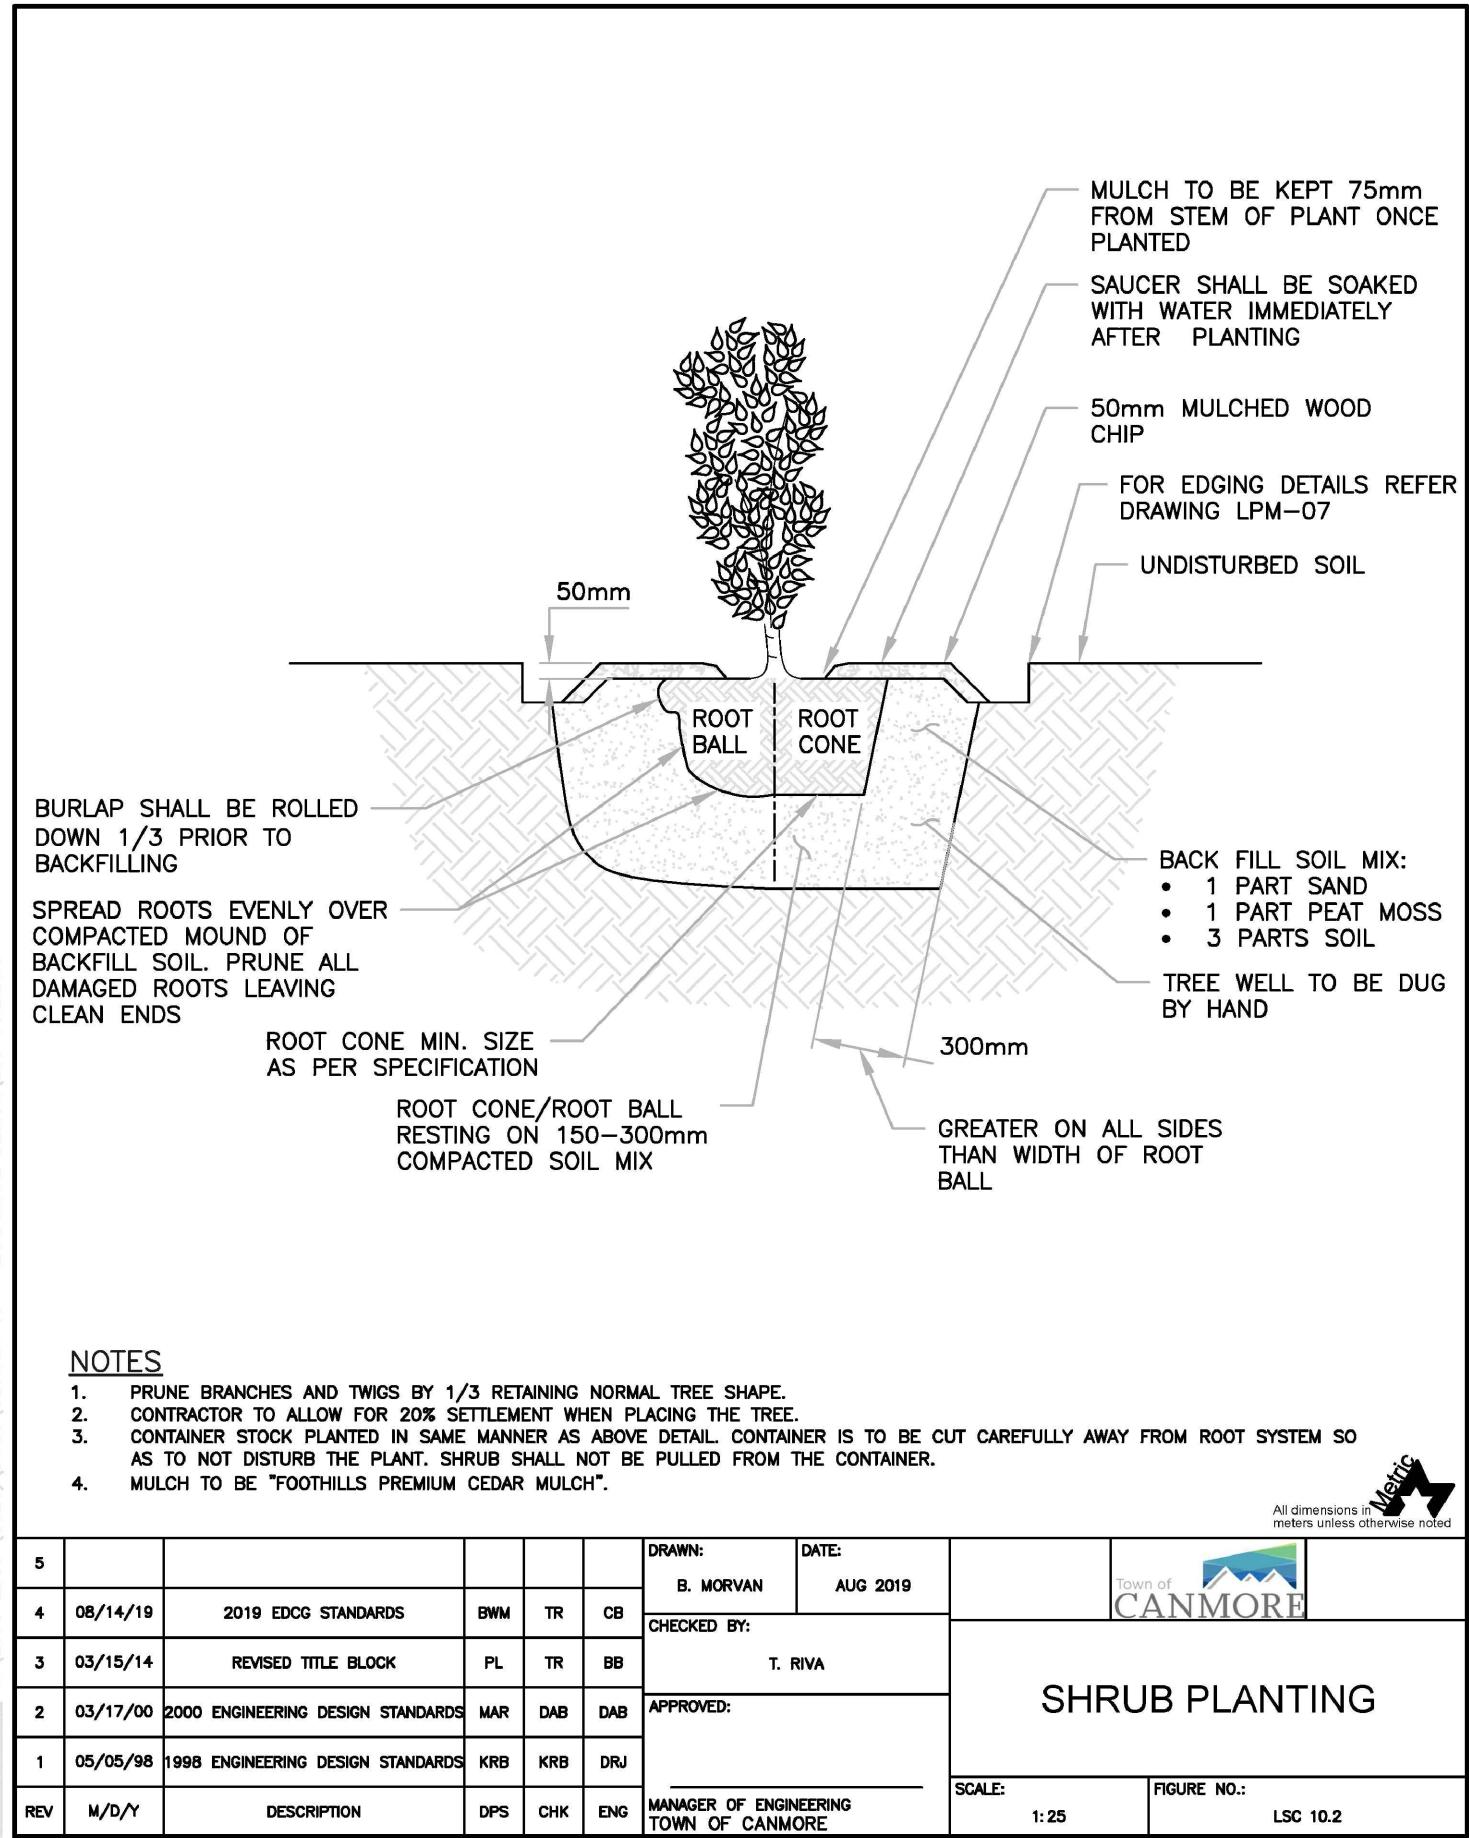 MULCH TO BE KEPT 75mm
FROM STEM OF PLANT ONCE
PLANTED
SAUCER SHALL BE SOAKED
WITH WATER IMMEDIATELY
AFTER PLANTING
50mm MULCHED WOOD
CHIP
FOR EDGING DETAILS REFER
DRAWING LPM-07
UNDISTURBED SOIL
50mm
ROOT
BALL
ROOT
CONE
BURLAP SHALL BE ROLLED
DOWN 1/3 PRIOR TO
BACKFILLING
SPREAD ROOTS EVENLY OVER
COMPACTED MOUND OF
BACKFILL SOIL. PRUNE ALL
DAMAGED ROOTS LEAVING
CLEAN ENDS
ROOT CONE MIN. SIZE
AS PER SPECIFICATION
ROOT CONE/ROOT BALL
RESTING ON 150-300mm
COMPACTED SOIL MIX
BACK FILL SOIL MIX:
• 1 PART SAND
• 1 PART PEAT MOSS
• 3 PARTS SOIL
TREE WELL TO BE DUG
BY HAND
300mm
GREATER ON ALL SIDES
THAN WIDTH OF ROOT
BALL
NOTES
1. PRUNE BRANCHES AND TWIGS BY 1/3 RETAINING NORMAL TREE SHAPE.
2. CONTRACTOR TO ALLOW FOR 20% SETTLEMENT WHEN PLACING THE TREE.
3. CONTAINER STOCK PLANTED IN SAME MANNER AS ABOVE DETAIL. CONTAINER IS TO BE CUT CAREFULLY AWAY FROM ROOT SYSTEM SO
AS TO NOT DISTURB THE PLANT. SHRUB SHALL NOT BE PULLED FROM THE CONTAINER.
4. MULCH TO BE "FOOTHILLS PREMIUM CEDAR MULCH".
Metric
All dimensions in
meters unless otherwise noted
5
4 08/14/19 2019 EDCG STANDARDS BWM TR CB
3 03/15/14 REVISED TITLE BLOCK PL TR BB
2 03/17/00 2000 ENGINEERING DESIGN STANDARDS MAR DAB DAB
1 05/05/98 1998 ENGINEERING DESIGN STANDARDS KRB KRB DRJ
REV M/D/Y DESCRIPTION DPS CHK ENG
DRAWN:
B. MORVAN
DATE:
AUG 2019
CHECKED BY:
T. RIVA
APPROVED:
MANAGER OF ENGINEERING
TOWN OF CANMORE
Town of
CANMORE
SHRUB PLANTING
SCALE:
1:25
FIGURE NO.:
LSC 10.2